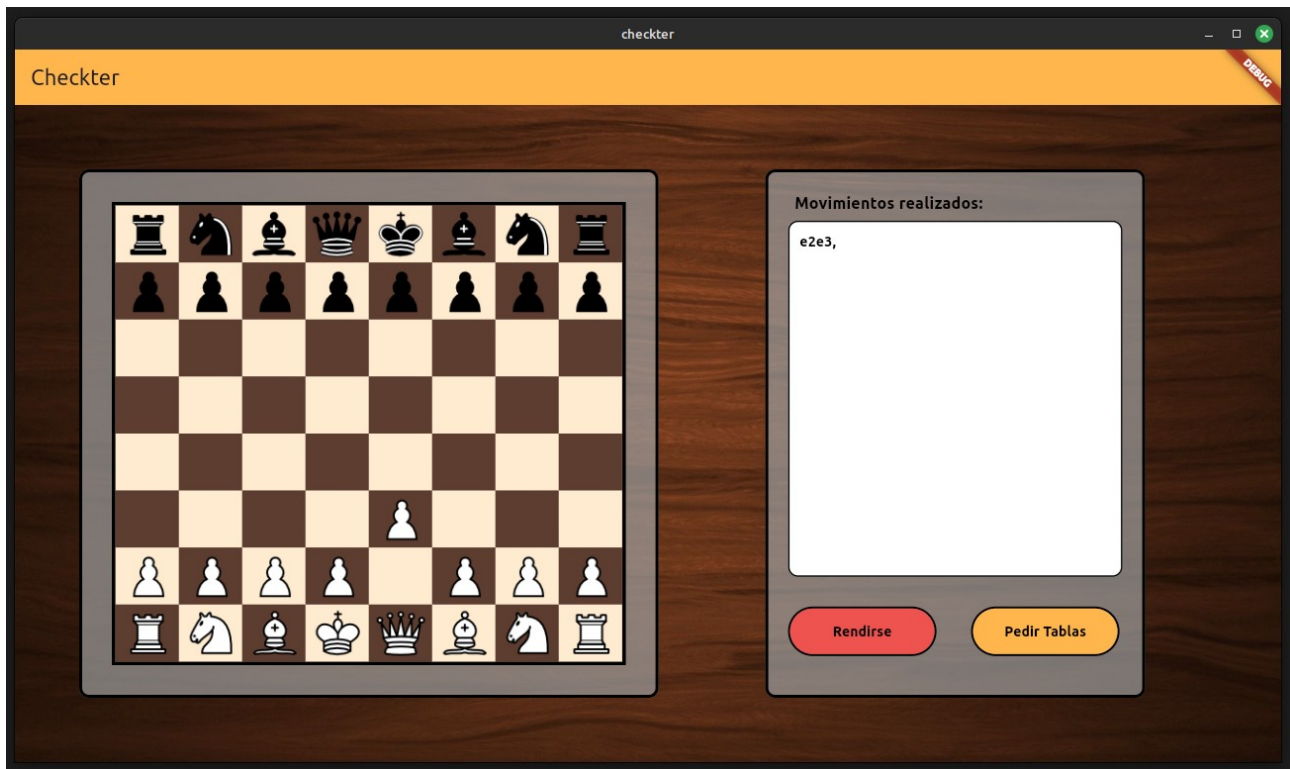 checkter
Checkter
DEBUG
Movimientos realizados:
e2e3,
Rendirse
Pedir Tablas